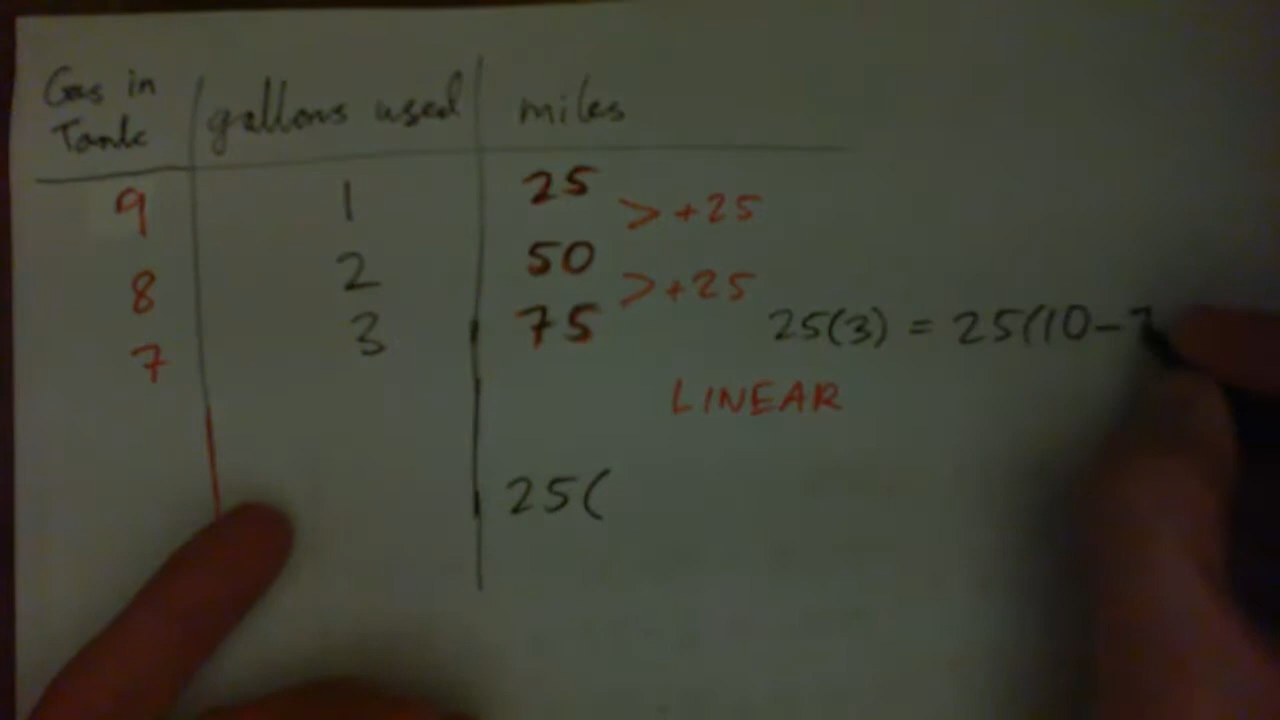 Gas in Tank gallons used miles
9 1 25
> +25
8 2 50
> +25
7 3 75
25(3) = 25(10-7
LINEAR
25(